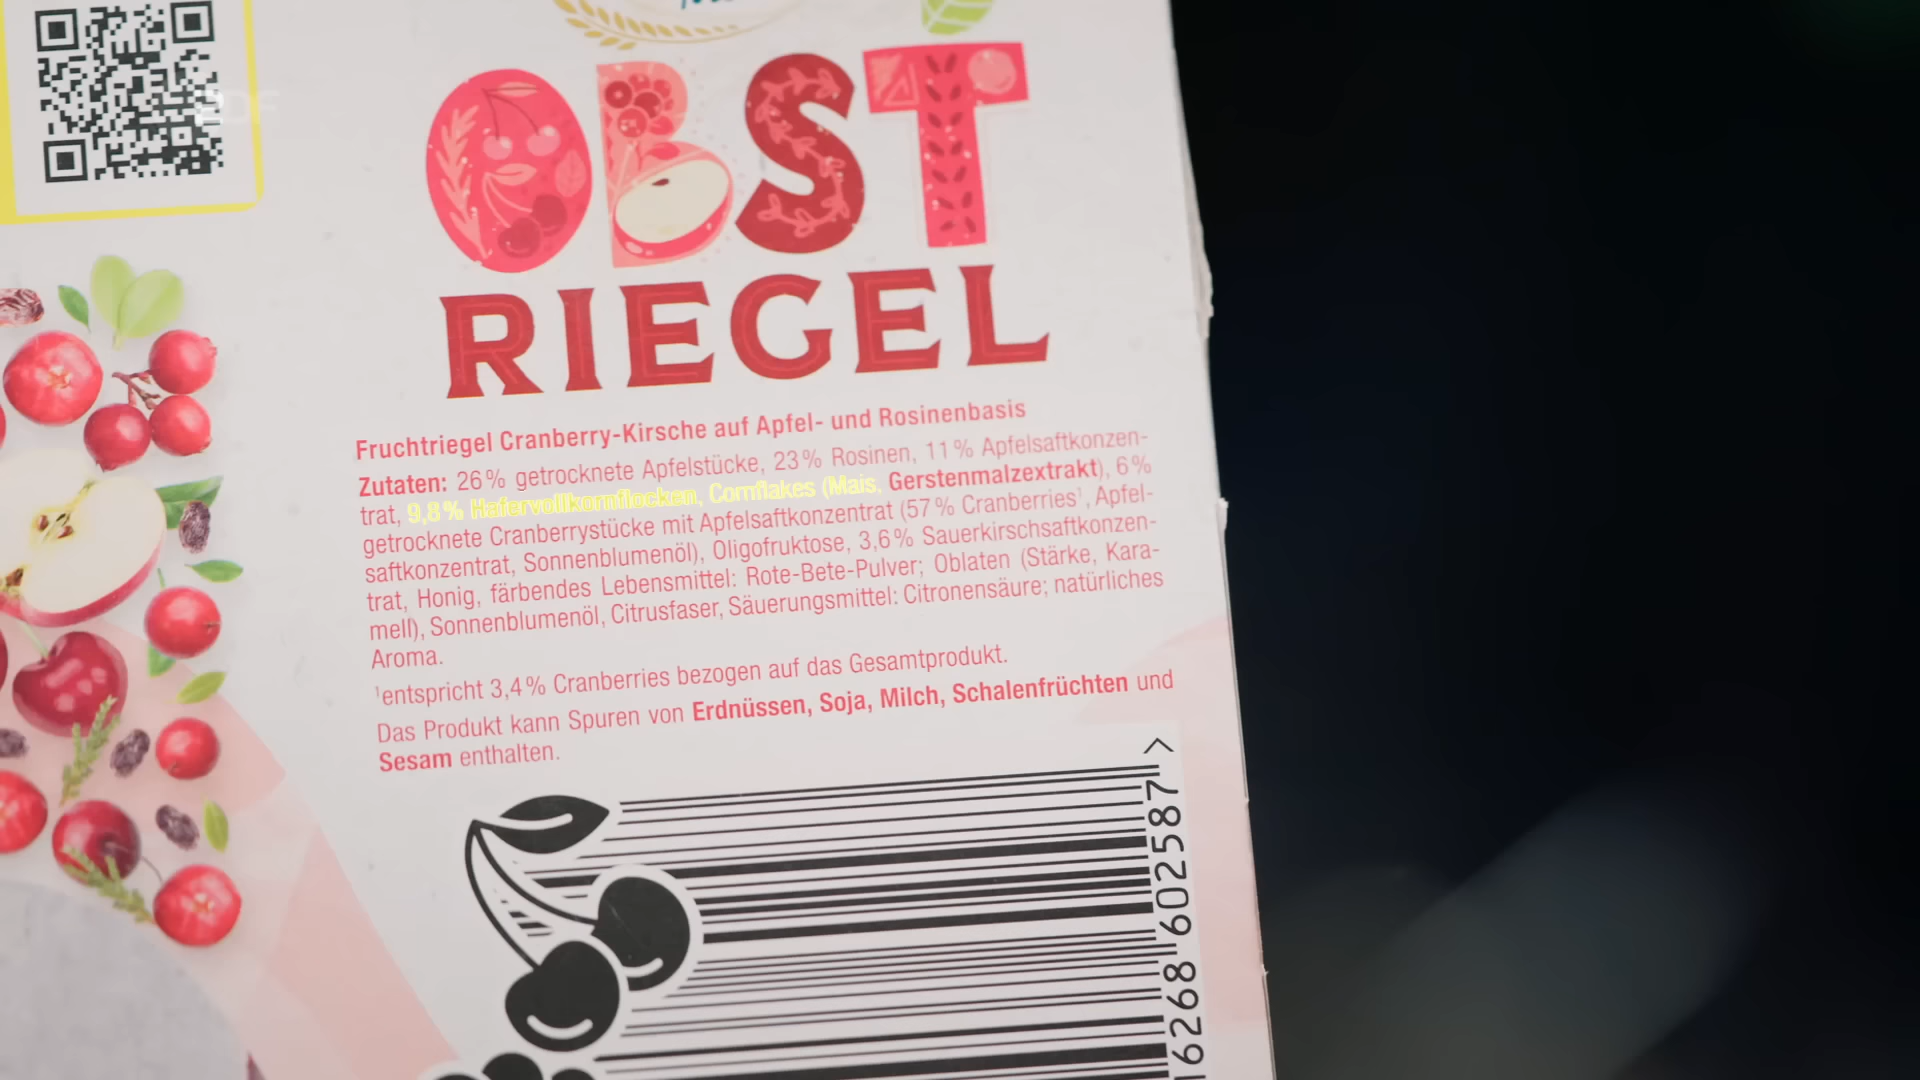 ZDF
OBST
RIEGEL
Fruchtriegel Cranberry-Kirsche auf Apfel- und Rosinenbasis
Zutaten: 26% getrocknete Apfelstücke, 23% Rosinen, 11% Apfelsaftkonzen-
trat, 9,8% Hafervollkornflocken, Cornflakes (Mais, Gerstenmalzextrakt), 6%
getrocknete Cranberrystücke mit Apfelsaftkonzentrat (57% Cranberries¹, Apfel-
saftkonzentrat, Sonnenblumenöl), Oligofruktose, 3,6% Sauerkirschsaftkonzen-
trat, Honig, färbendes Lebensmittel: Rote-Bete-Pulver; Oblaten (Stärke, Kara-
mell), Sonnenblumenöl, Citrusfaser, Säuerungsmittel: Citronensäure; natürliches
Aroma.
¹entspricht 3,4% Cranberries bezogen auf das Gesamtprodukt.
Das Produkt kann Spuren von Erdnüssen, Soja, Milch, Schalenfrüchten und
Sesam enthalten.
6268 602587 >